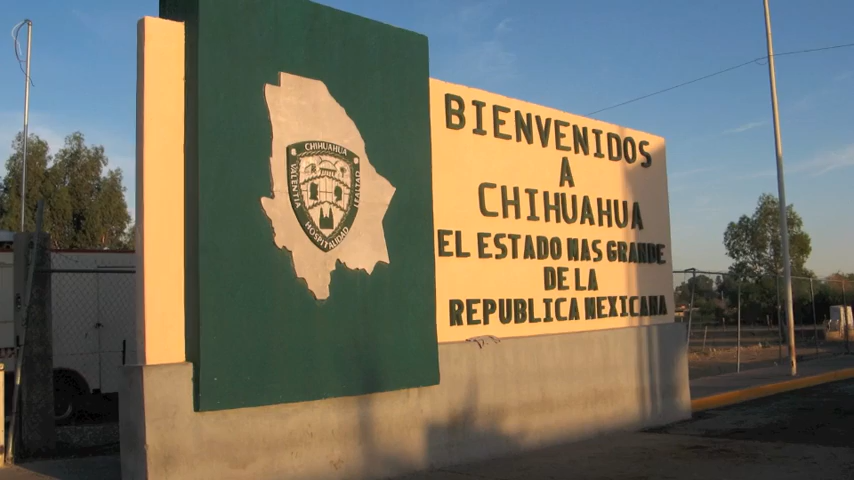 CHIHUAHUA
VALENTIA
LEALTAD
HOSPITALIDAD
BIENVENIDOS
A
CHIHUAHUA
EL ESTADO MAS GRANDE
DE LA
REPUBLICA MEXICANA